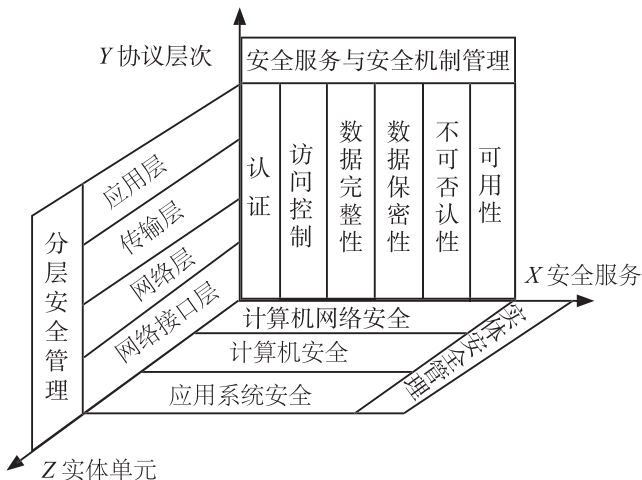 Y 协议层次
安全服务与安全机制管理
认证
访问控制
数据完整性
数据保密性
不可否认性
可用性
应用层
传输层
网络层
网络接口层
分层安全管理
X 安全服务
计算机网络安全
计算机安全
应用系统安全
实体安全管理
Z 实体单元